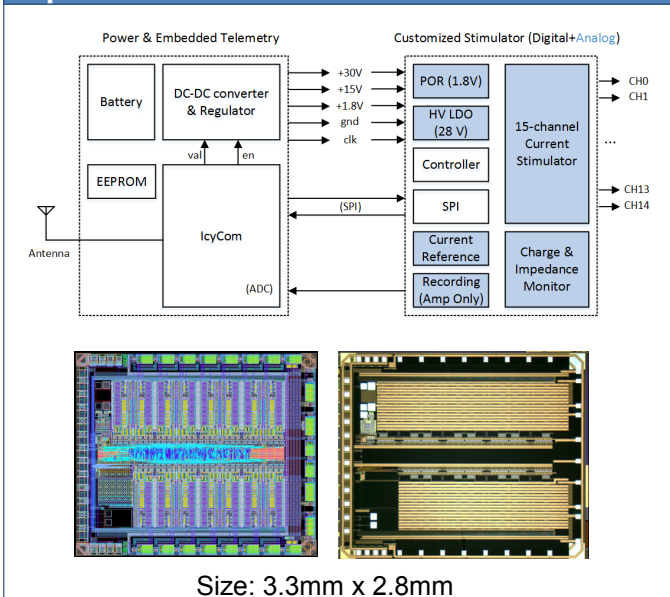 Power & Embedded Telemetry
Customized Stimulator (Digital+Analog)
Battery
DC-DC converter
& Regulator
val
en
EEPROM
IcyCom
(ADC)
Antenna
+30V
+15V
+1.8V
gnd
clk
(SPI)
POR (1.8V)
HV LDO
(28 V)
Controller
SPI
Current
Reference
Recording
(Amp Only)
15-channel
Current
Stimulator
Charge &
Impedance
Monitor
CH0
CH1
...
CH13
CH14
Size: 3.3mm x 2.8mm